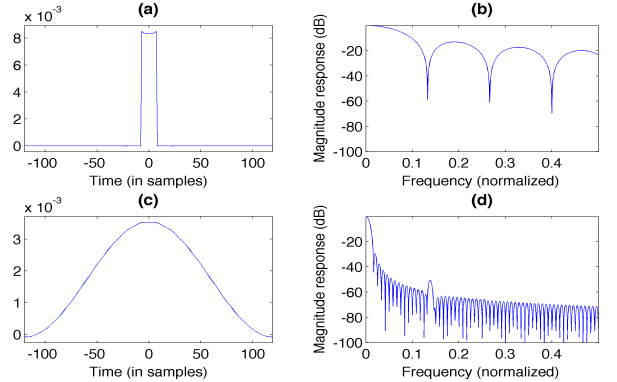 (a)
x 10^-3
8
6
4
2
0
-100 -50 0 50 100
Time (in samples)
(b)
Magnitude response (dB)
-20
-40
-60
-80
-100
0 0.1 0.2 0.3 0.4
Frequency (normalized)
(c)
x 10^-3
3
2
1
0
-100 -50 0 50 100
Time (in samples)
(d)
Magnitude response (dB)
-20
-40
-60
-80
-100
0 0.1 0.2 0.3 0.4
Frequency (normalized)